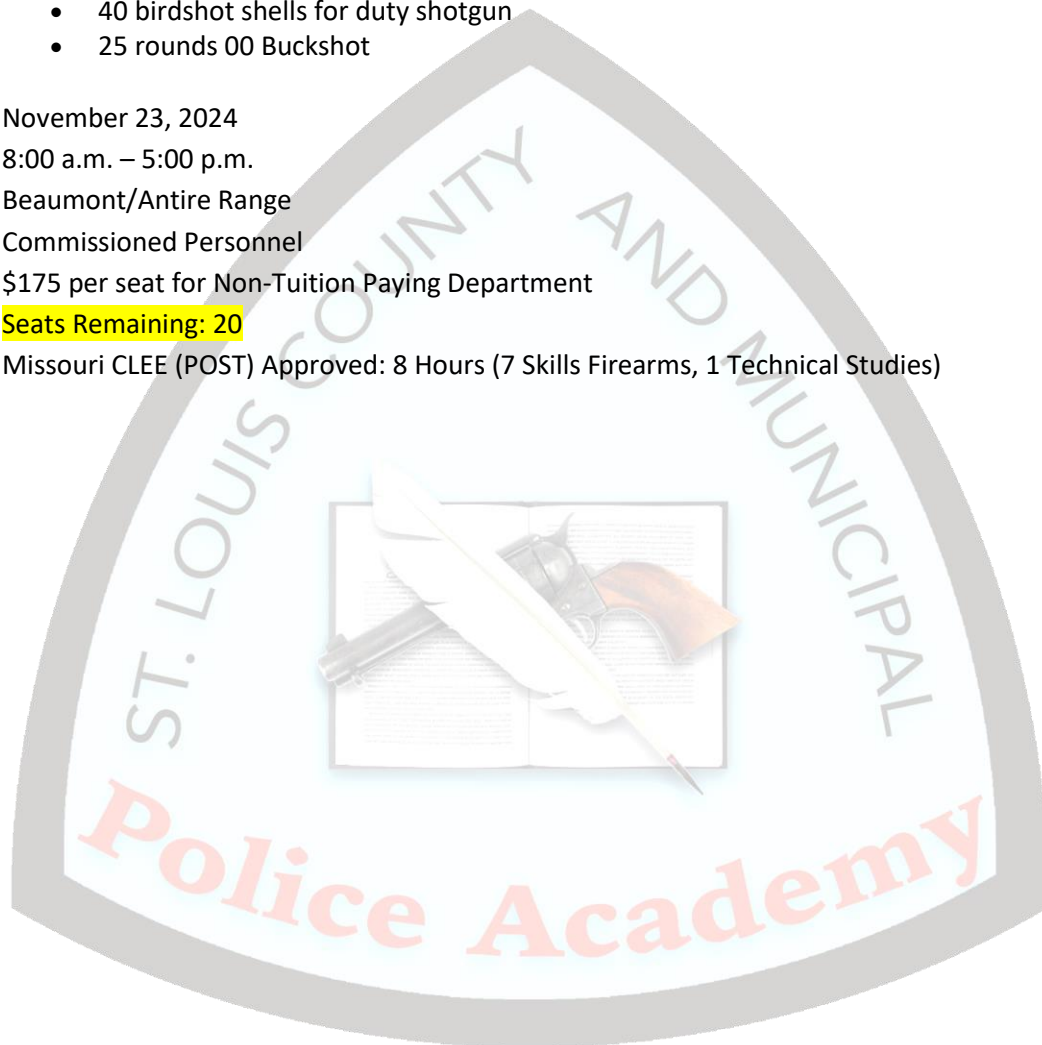 • 40 birdshot shells for duty shotgun
• 25 rounds 00 Buckshot
November 23, 2024
8:00 a.m. – 5:00 p.m.
Beaumont/Antire Range
Commissioned Personnel
$175 per seat for Non-Tuition Paying Department
Seats Remaining: 20
Missouri CLEE (POST) Approved: 8 Hours (7 Skills Firearms, 1 Technical Studies)
ST. LOUIS COUNTY AND MUNICIPAL
Police Academy